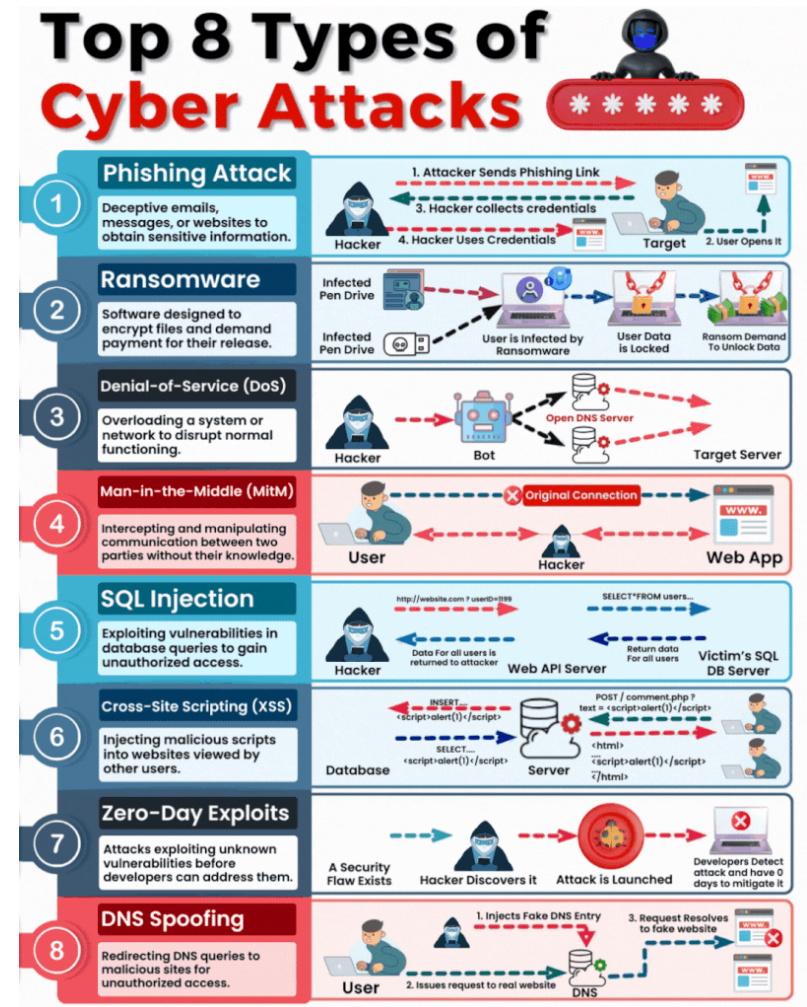 Top 8 Types of
Cyber Attacks
* * * * *
1
Phishing Attack
Deceptive emails,
messages, or websites to
obtain sensitive information.
Hacker
1. Attacker Sends Phishing Link
3. Hacker collects credentials
4. Hacker Uses Credentials
WWW.
Target
WWW.
2. User Opens It
2
Ransomware
Software designed to
encrypt files and demand
payment for their release.
Infected
Pen Drive
Infected
Pen Drive
User is Infected by
Ransomware
User Data
is Locked
Ransom Demand
To Unlock Data
3
Denial-of-Service (DoS)
Overloading a system or
network to disrupt normal
functioning.
Hacker
Bot
Open DNS Server
Target Server
4
Man-in-the-Middle (MitM)
Intercepting and manipulating
communication between two
parties without their knowledge.
User
Original Connection
Hacker
WWW.
Web App
5
SQL Injection
Exploiting vulnerabilities in
database queries to gain
unauthorized access.
Hacker
http://website.com ? userID=1199
Data For all users is
returned to attacker
Web API Server
SELECT*FROM users...
Return data
For all users
Victim's SQL
DB Server
6
Cross-Site Scripting (XSS)
Injecting malicious scripts
into websites viewed by
other users.
Database
INSERT....
<script>alert(1)</script>
SELECT....
<script>alert(1)</script>
Server
POST / comment.php ?
text = <script>alert(1)</script>
<html>
....
<script>alert(1)</script>
...
</html>
7
Zero-Day Exploits
Attacks exploiting unknown
vulnerabilities before
developers can address them.
A Security
Flaw Exists
Hacker Discovers it
Attack is Launched
Developers Detect
attack and have 0
days to mitigate it
8
DNS Spoofing
Redirecting DNS queries to
malicious sites for
unauthorized access.
User
1. Injects Fake DNS Entry
2. Issues request to real website
DNS
3. Request Resolves
to fake website
WWW.
WWW.